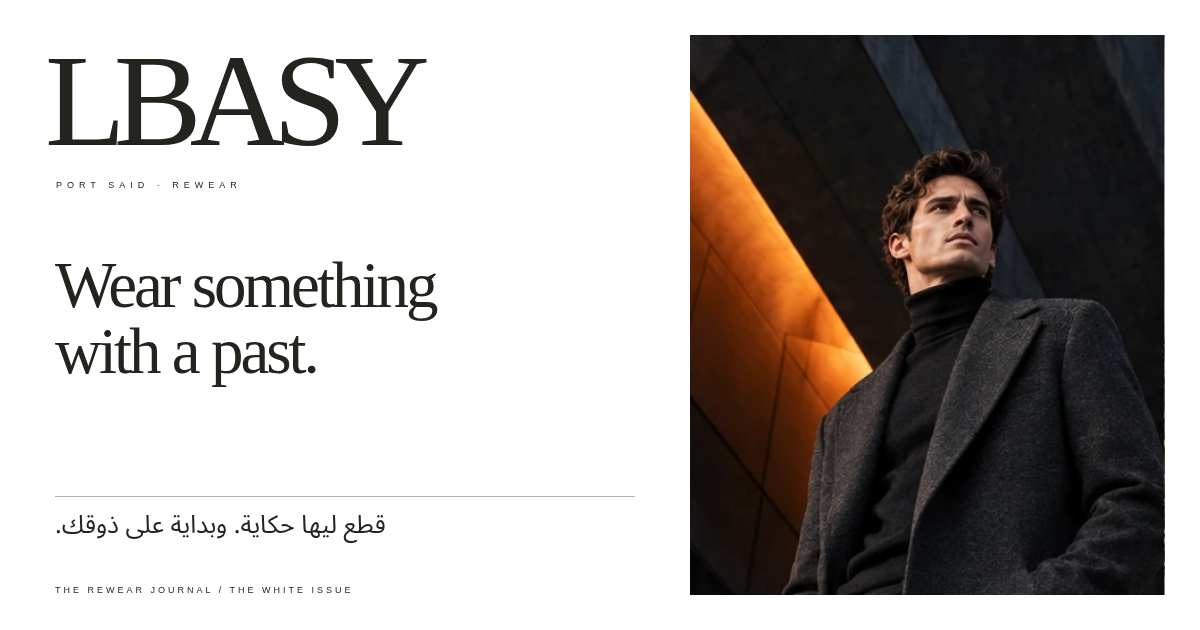 LBASY
PORT SAID · REWEAR
Wear something
with a past.
قطع ليها حكاية. وبداية على ذوقك.
THE REWEAR JOURNAL / THE WHITE ISSUE